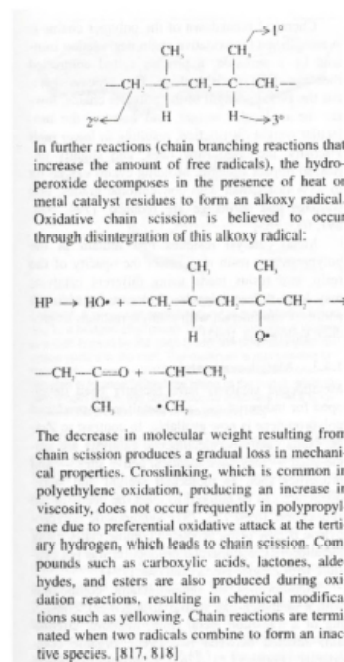 CH₃ CH₃ 1°
—CH₂—C—CH₂—C—CH₂—
2° H H 3°
In further reactions (chain branching reactions that
increase the amount of free radicals), the hydro-
peroxide decomposes in the presence of heat or
metal catalyst residues to form an alkoxy radical.
Oxidative chain scission is believed to occur
through disintegration of this alkoxy radical:
CH₃ CH₃
HP → HO• + —CH₂—C—CH₂—C—CH₂— →
H O•
—CH₂—C=O + —CH—CH₃
CH₃ •CH₂
The decrease in molecular weight resulting from
chain scission produces a gradual loss in mechani-
cal properties. Crosslinking, which is common in
polyethylene oxidation, producing an increase in
viscosity, does not occur frequently in polypropyl-
ene due to preferential oxidative attack at the terti-
ary hydrogen, which leads to chain scission. Com-
pounds such as carboxylic acids, lactones, alde-
hydes, and esters are also produced during oxi-
dation reactions, resulting in chemical modifica-
tions such as yellowing. Chain reactions are termi-
nated when two radicals combine to form an inac-
tive species. [817, 818]